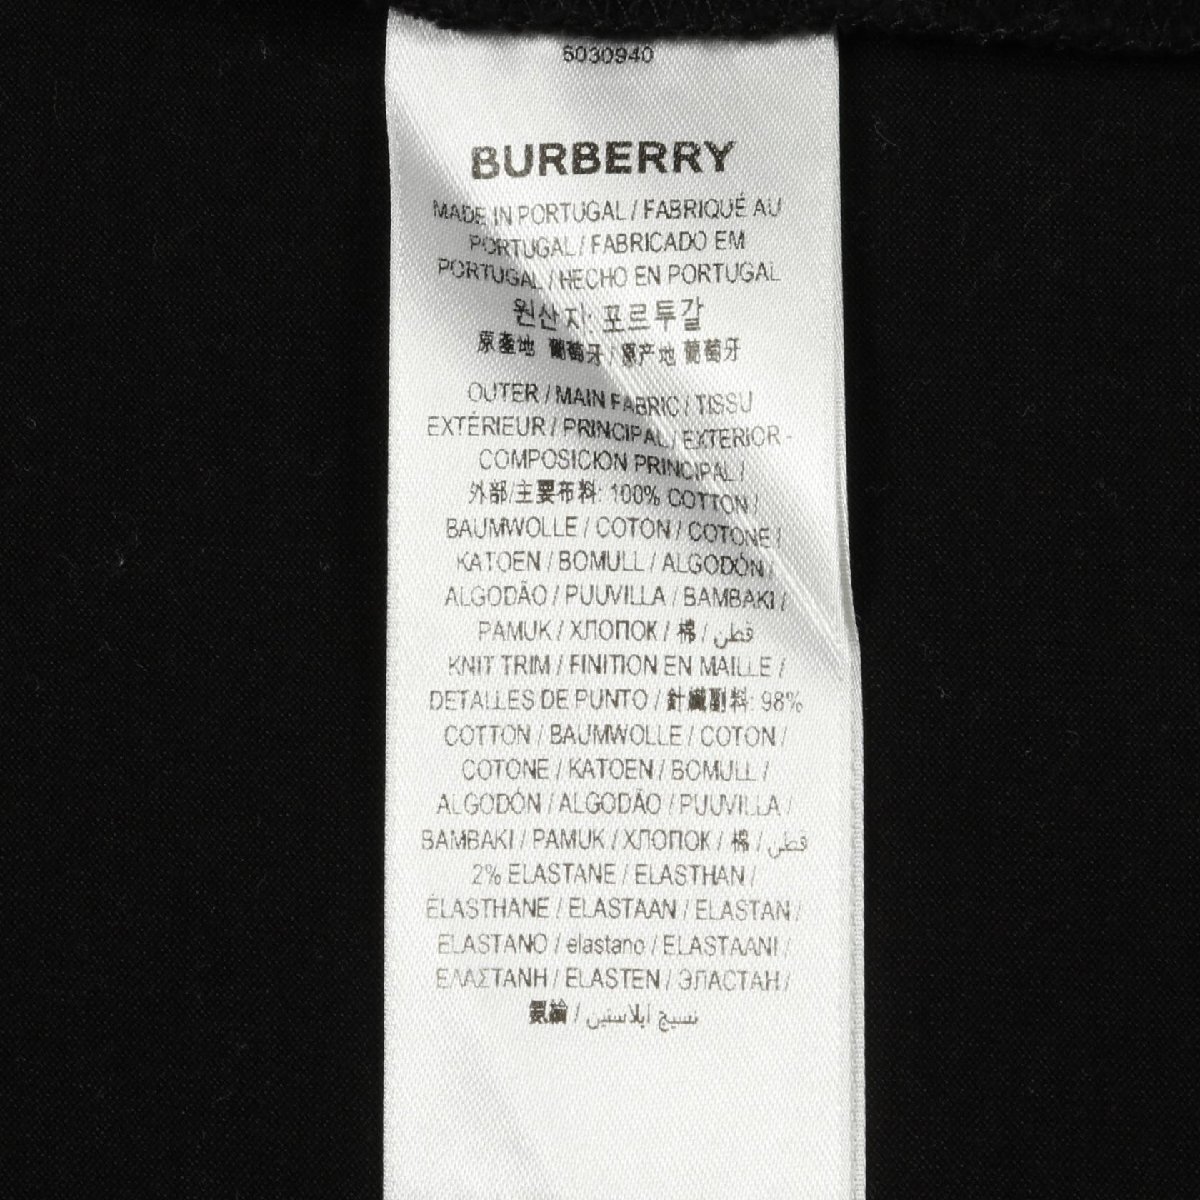 6030940
BURBERRY
MADE IN PORTUGAL / FABRIQUÉ AU
PORTUGAL / FABRICADO EM
PORTUGAL / HECHO EN PORTUGAL
원산지: 포르투갈
原產地 葡萄牙 / 原产地 葡萄牙
OUTER / MAIN FABRIC / TISSU
EXTÉRIEUR / PRINCIPAL / EXTERIOR -
COMPOSICION PRINCIPAL /
外部/主要布料: 100% COTTON /
BAUMWOLLE / COTON / COTONE /
KATOEN / BOMULL / ALGODÓN /
ALGODÃO / PUUVILLA / BAMBAKI /
PAMUK / ХЛОПОК / 棉 / قطن
KNIT TRIM / FINITION EN MAILLE /
DETALLES DE PUNTO / 針織副料: 98%
COTTON / BAUMWOLLE / COTON /
COTONE / KATOEN / BOMULL /
ALGODÓN / ALGODÃO / PUUVILLA /
BAMBAKI / PAMUK / ХЛОПОК / 棉 / قطن
2% ELASTANE / ELASTHAN /
ÉLASTHANE / ELASTAAN / ELASTAN /
ELASTANO / elastano / ELASTAANI /
ΕΛΑΣΤΑΝΗ / ELASTEN / ЭЛАСТАН /
氨綸 / نسيج ايلاستين